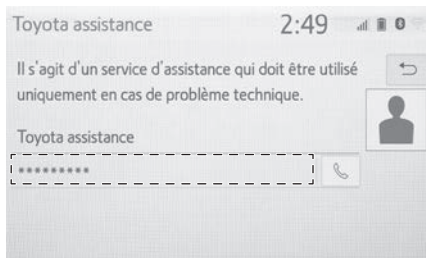 Toyota assistance
2:49
Il s'agit d'un service d'assistance qui doit être utilisé
uniquement en cas de problème technique.
Toyota assistance
*********